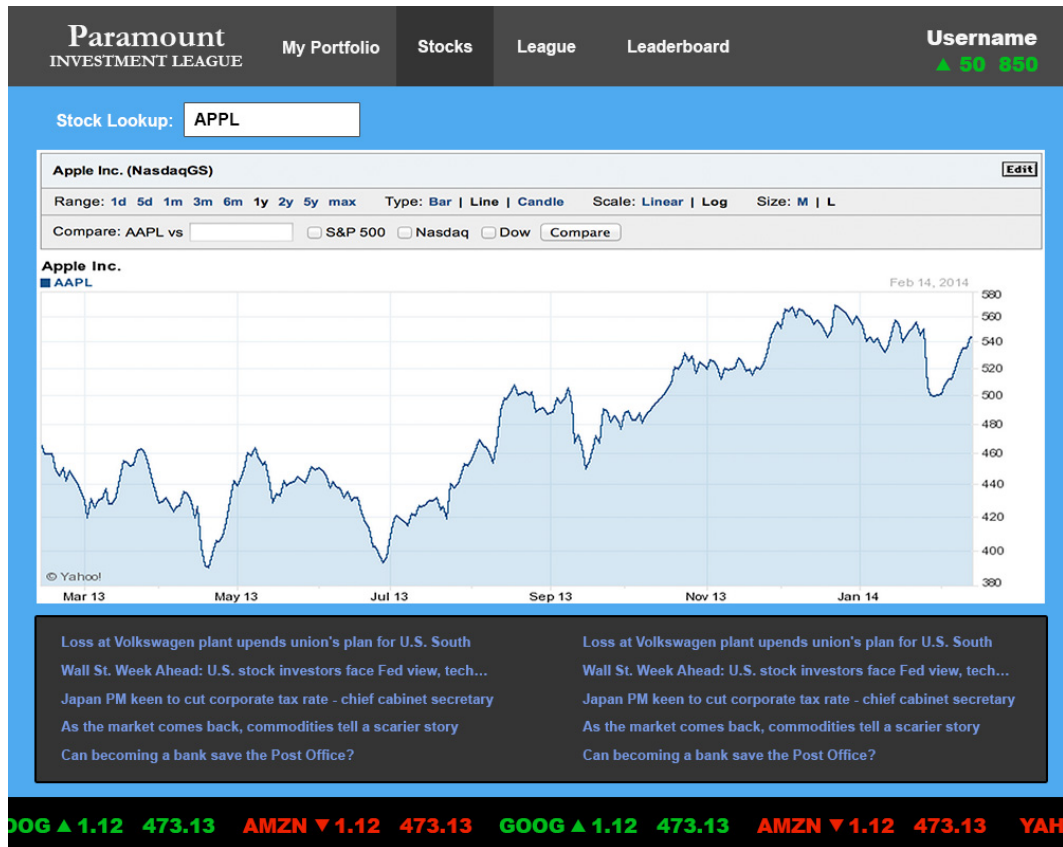 Paramount
INVESTMENT LEAGUE
My Portfolio Stocks League Leaderboard
Username
▲ 50 850
Stock Lookup: APPL
Apple Inc. (NasdaqGS) Edit
Range: 1d 5d 1m 3m 6m 1y 2y 5y max Type: Bar | Line | Candle Scale: Linear | Log Size: M | L
Compare: AAPL vs S&P 500 Nasdaq Dow Compare
Apple Inc.
AAPL Feb 14, 2014
580
560
540
520
500
480
460
440
420
400
380
© Yahoo!
Mar 13 May 13 Jul 13 Sep 13 Nov 13 Jan 14
Loss at Volkswagen plant upends union's plan for U.S. South
Wall St. Week Ahead: U.S. stock investors face Fed view, tech...
Japan PM keen to cut corporate tax rate - chief cabinet secretary
As the market comes back, commodities tell a scarier story
Can becoming a bank save the Post Office?
Loss at Volkswagen plant upends union's plan for U.S. South
Wall St. Week Ahead: U.S. stock investors face Fed view, tech...
Japan PM keen to cut corporate tax rate - chief cabinet secretary
As the market comes back, commodities tell a scarier story
Can becoming a bank save the Post Office?
OOG ▲ 1.12 473.13 AMZN ▼ 1.12 473.13 GOOG ▲ 1.12 473.13 AMZN ▼ 1.12 473.13 YAH